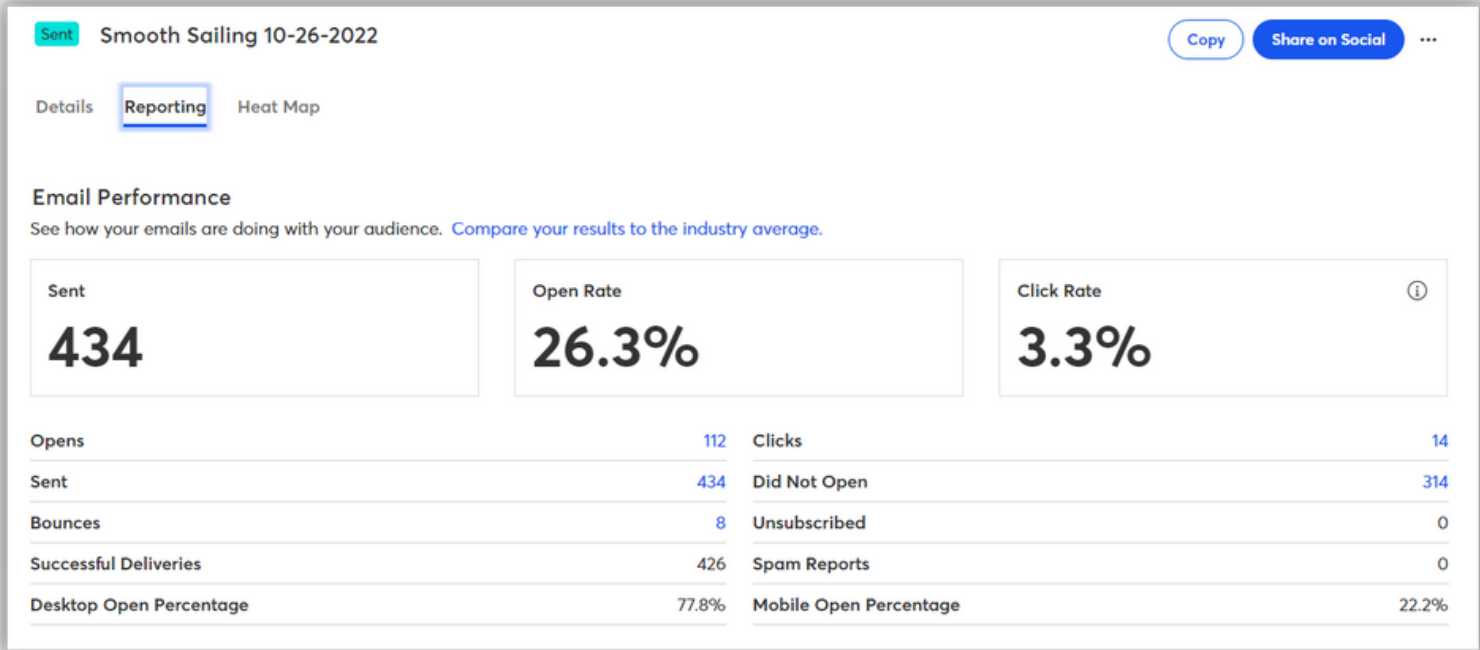 Sent Smooth Sailing 10-26-2022 Copy Share on Social ...
Details Reporting Heat Map
Email Performance
See how your emails are doing with your audience. Compare your results to the industry average.
Sent Open Rate Click Rate
434 26.3% 3.3%
Opens 112 Clicks 14
Sent 434 Did Not Open 314
Bounces 8 Unsubscribed 0
Successful Deliveries 426 Spam Reports 0
Desktop Open Percentage 77.8% Mobile Open Percentage 22.2%